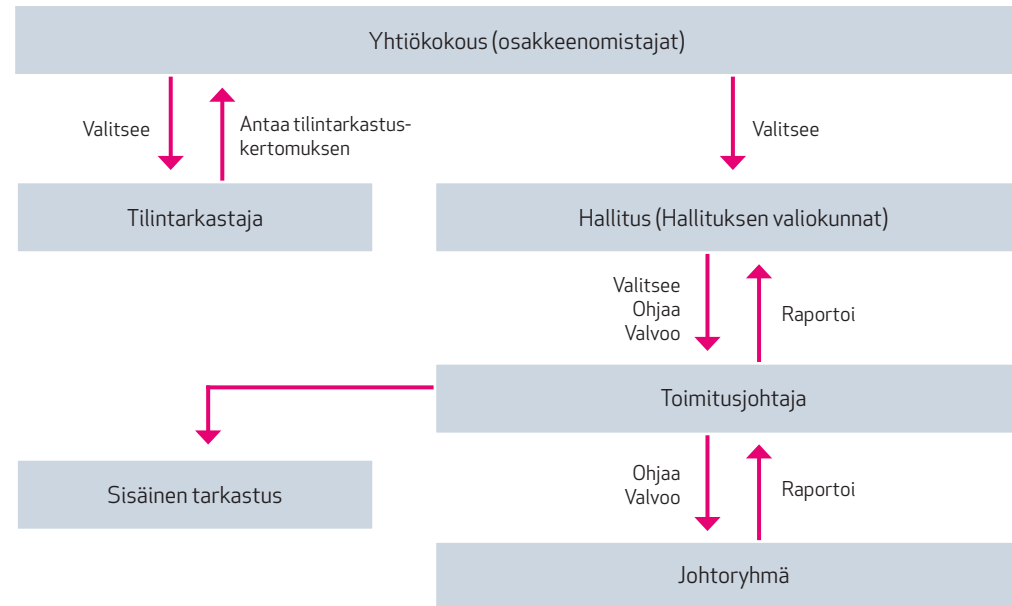 Yhtiökokous (osakkeenomistajat)
Valitsee
Antaa tilintarkastus-
kertomuksen
Valitsee
Tilintarkastaja
Hallitus (Hallituksen valiokunnat)
Valitsee
Ohjaa
Valvoo
Raportoi
Toimitusjohtaja
Sisäinen tarkastus
Ohjaa
Valvoo
Raportoi
Johtoryhmä